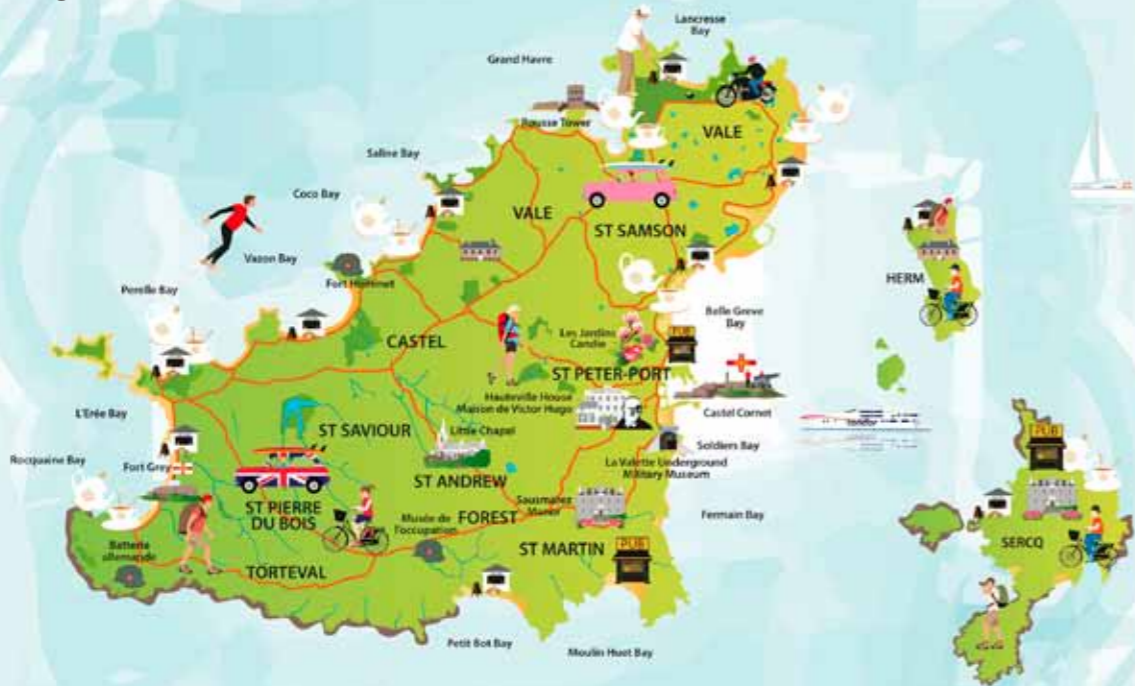 Lancresse
Bay
Grand Havre
Rousse Tower
VALE
Saline Bay
Coco Bay
VALE
ST SAMSON
Vazon Bay
Fort Hommet
HERM
Perelle Bay
Belle Greve
Bay
CASTEL
Les Jardins
Candie
PUB
ST PETER-PORT
Hauteville House
Maison de Victor Hugo
Castel Cornet
L'Erée Bay
ST SAVIOUR
Little Chapel
condor
Soldiers Bay
PUB
Rocquaine Bay
Fort Grey
La Valette Underground
Military Museum
ST ANDREW
ST PIERRE
DU BOIS
Sausmarez
Manor
Musée de
l'occupation
FOREST
Fermain Bay
Batterie
allemande
ST MARTIN
PUB
SERCQ
TORTEVAL
Petit Bot Bay
Moulin Huet Bay